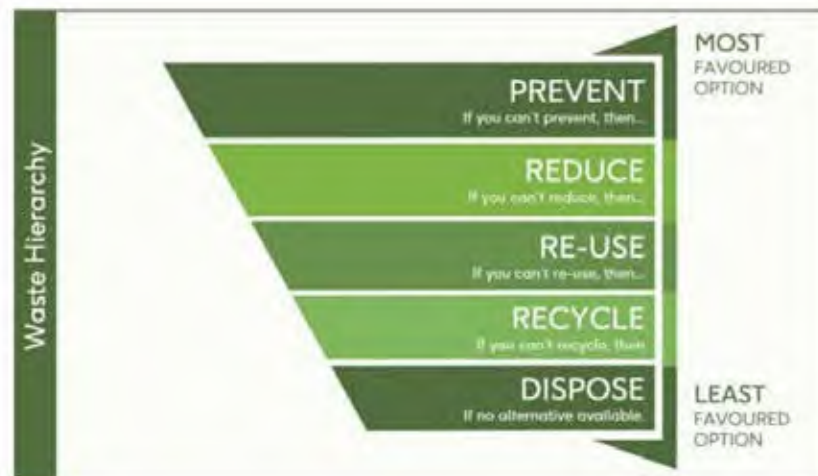 Waste Hierarchy
MOST
FAVOURED
OPTION
PREVENT
If you can't prevent, then...
REDUCE
If you can't reduce, then...
RE-USE
If you can't re-use, then...
RECYCLE
If you can't recycle, then
DISPOSE
If no alternative available.
LEAST
FAVOURED
OPTION